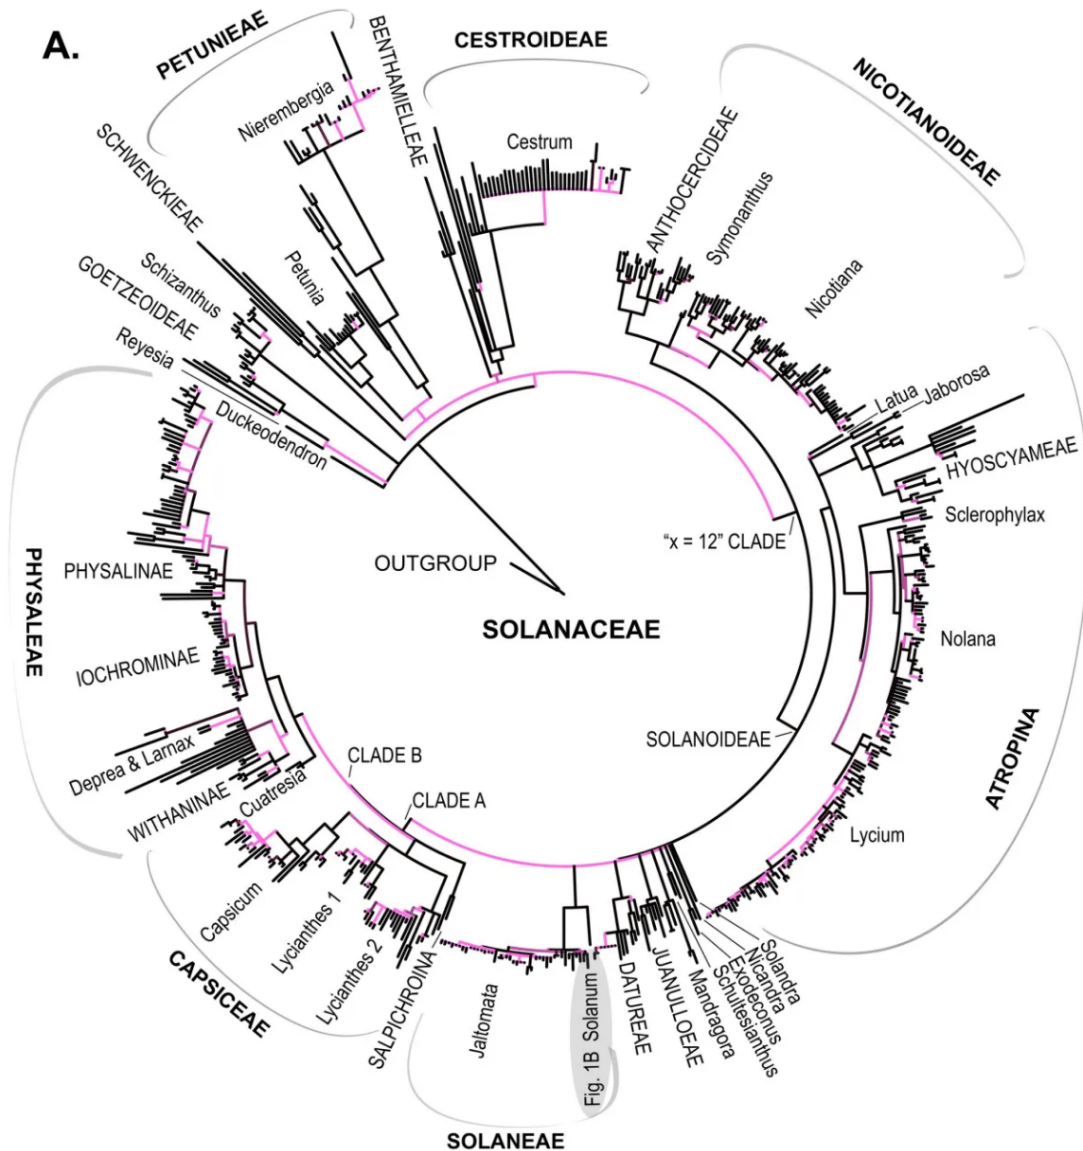 A.
PETUNIEAE
Nierembergia
BENTHAMIELLEAE
CESTROIDEAE
Cestrum
NICOTIANOIDEAE
ANTHOCERCIDEAE
Symonanthus
Nicotiana
SCHWENCKIEAE
Petunia
Schizanthus
GOETZEOIDEAE
Reyesia
Duckeodendron
Latua
Jaborosa
HYOSCYAMEAE
Sclerophylax
"x = 12" CLADE
OUTGROUP
SOLANACEAE
Nolana
ATROPINA
SOLANOIDEAE
Lycium
PHYSALEAE
PHYSALINAE
IOCHROMINAE
Deprea & Larnax
WITHANINAE
Cuatresia
CLADE B
CLADE A
Capsicum
Lycianthes 1
Lycianthes 2
CAPSICEAE
SALPICHROINA
Jaltomata
Fig. 1B Solanum
SOLANEAE
DATUREAE
JUANULLOEAE
Mandragora
Schultesianthus
Exodeconus
Nicandra
Solandra